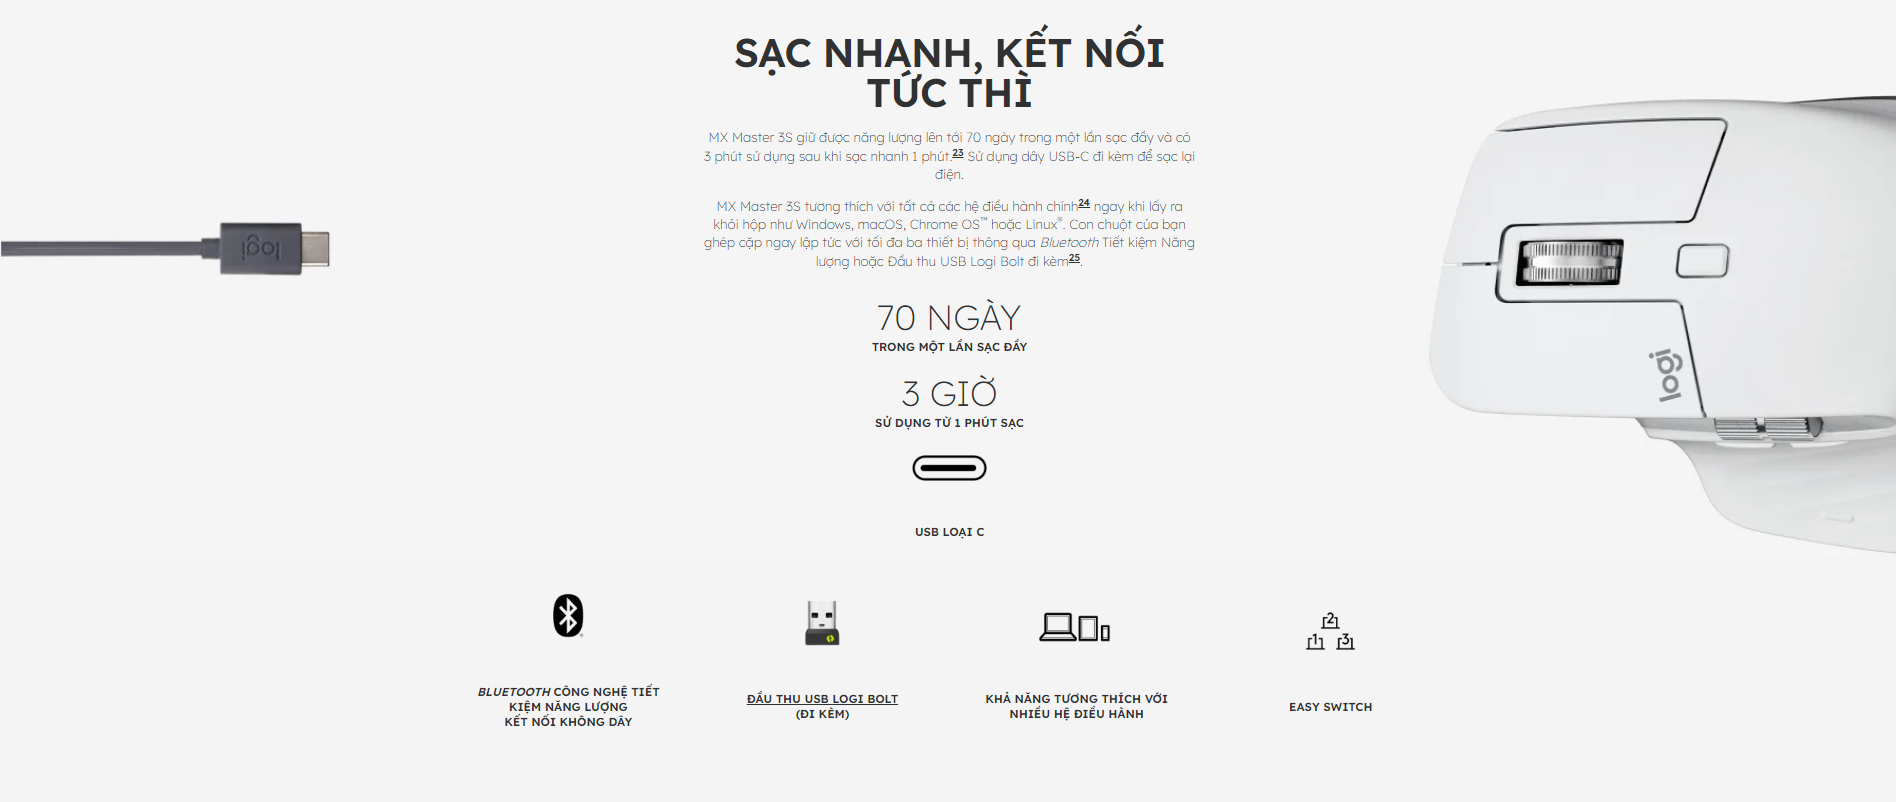 SẠC NHANH, KẾT NỐI
TỨC THÌ
MX Master 3S giữ được năng lượng lên tới 70 ngày trong một lần sạc đầy và có
3 phút sử dụng sau khi sạc nhanh 1 phút.23 Sử dụng dây USB-C đi kèm để sạc lại
điện.
MX Master 3S tương thích với tất cả các hệ điều hành chính24 ngay khi lấy ra
khỏi hộp như Windows, macOS, Chrome OS™ hoặc Linux®. Con chuột của bạn
ghép cặp ngay lập tức với tối đa ba thiết bị thông qua Bluetooth Tiết kiệm Năng
lượng hoặc Đầu thu USB Logi Bolt đi kèm25.
logi
70 NGÀY
TRONG MỘT LẦN SẠC ĐẦY
logi
3 GIỜ
SỬ DỤNG TỪ 1 PHÚT SẠC
USB LOẠI C
2
1 3
BLUETOOTH CÔNG NGHỆ TIẾT
KIỆM NĂNG LƯỢNG
KẾT NỐI KHÔNG DÂY
ĐẦU THU USB LOGI BOLT
(ĐI KÈM)
KHẢ NĂNG TƯƠNG THÍCH VỚI
NHIỀU HỆ ĐIỀU HÀNH
EASY SWITCH